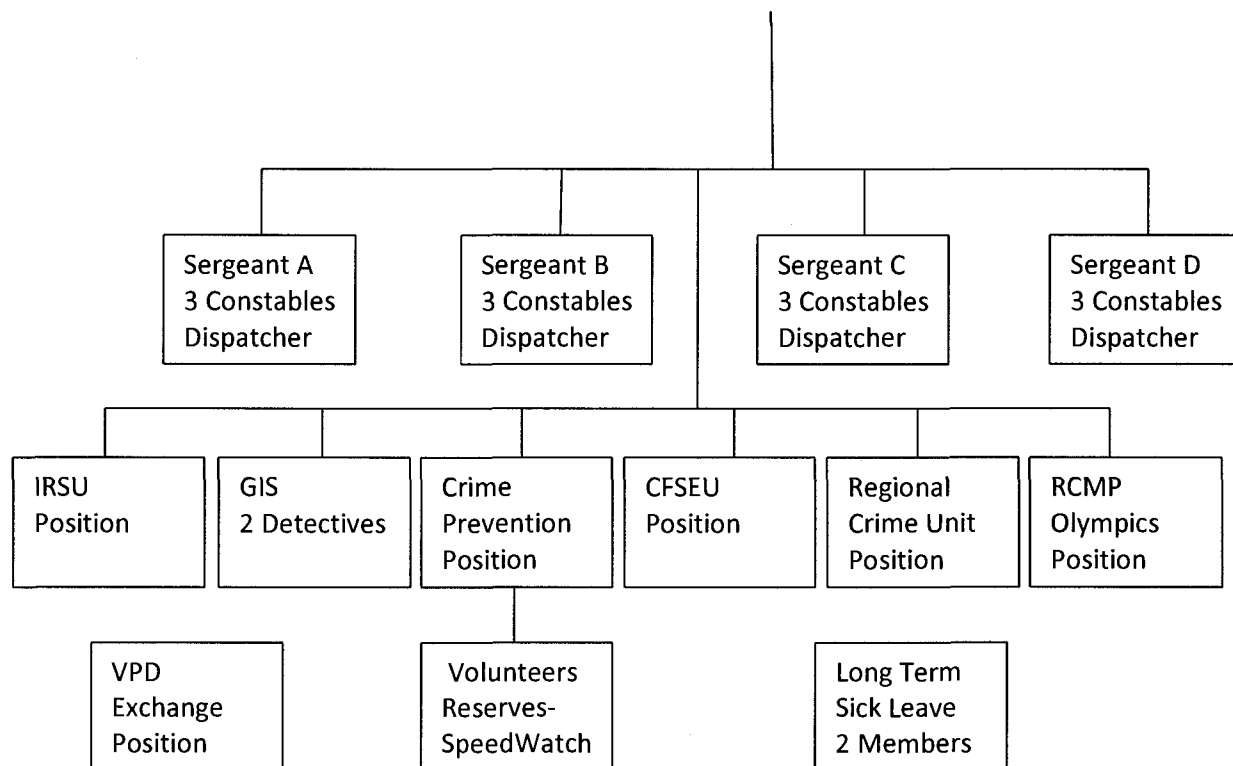 Sergeant A
3 Constables
Dispatcher
Sergeant B
3 Constables
Dispatcher
Sergeant C
3 Constables
Dispatcher
Sergeant D
3 Constables
Dispatcher
IRSU
Position
GIS
2 Detectives
Crime
Prevention
Position
CFSEU
Position
Regional
Crime Unit
Position
RCMP
Olympics
Position
VPD
Exchange
Position
Volunteers
Reserves-
SpeedWatch
Long Term
Sick Leave
2 Members